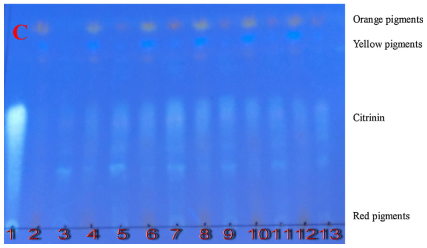 C
Orange pigments
Yellow pigments
Citrinin
Red pigments
1 2 3 4 5 6 7 8 9 10 11 12 13